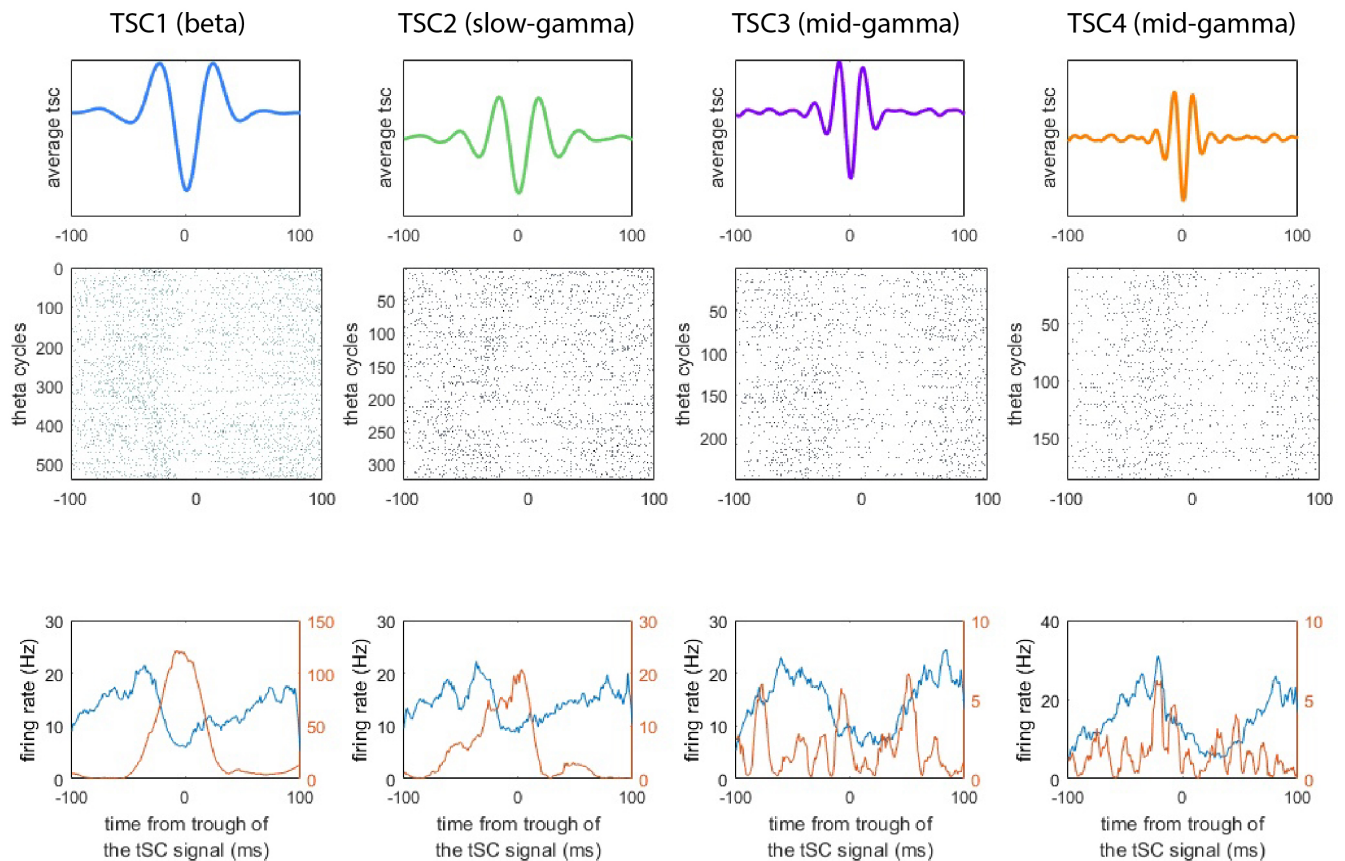 TSC1 (beta)
TSC2 (slow-gamma)
TSC3 (mid-gamma)
TSC4 (mid-gamma)
average tsc
-100 0 100
average tsc
-100 0 100
average tsc
-100 0 100
average tsc
-100 0 100
theta cycles
0
100
200
300
400
500
-100 0 100
theta cycles
50
100
150
200
250
300
-100 0 100
theta cycles
50
100
150
200
-100 0 100
theta cycles
50
100
150
-100 0 100
firing rate (Hz)
30
20
10
0
150
100
50
0
-100 0 100
time from trough of
the tSC signal (ms)
firing rate (Hz)
30
20
10
0
30
20
10
0
-100 0 100
time from trough of
the tSC signal (ms)
firing rate (Hz)
30
20
10
0
10
5
0
-100 0 100
time from trough of
the tSC signal (ms)
firing rate (Hz)
40
20
0
10
5
0
-100 0 100
time from trough of
the tSC signal (ms)